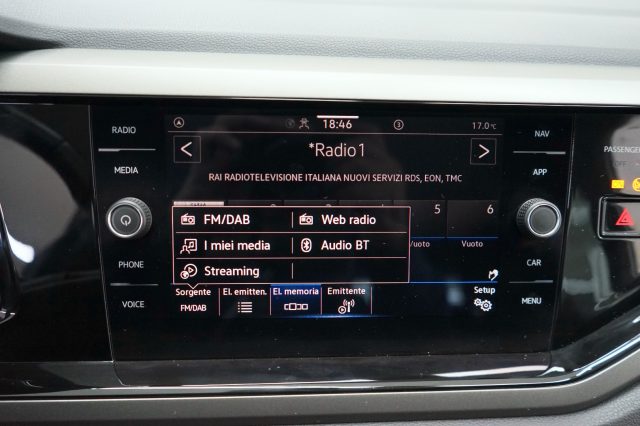 RADIO
MEDIA
PHONE
VOICE
18:46
3
17.0°C
*Radio1
RAI RADIOTELEVISIONE ITALIANA NUOVI SERVIZI RDS, EON, TMC
5
6
Vuoto
Vuoto
FM/DAB
Web radio
I miei media
Audio BT
Streaming
Sorgente
El. emitten.
El. memoria
Emittente
Setup
FM/DAB
NAV
APP
CAR
MENU
PASSENGER